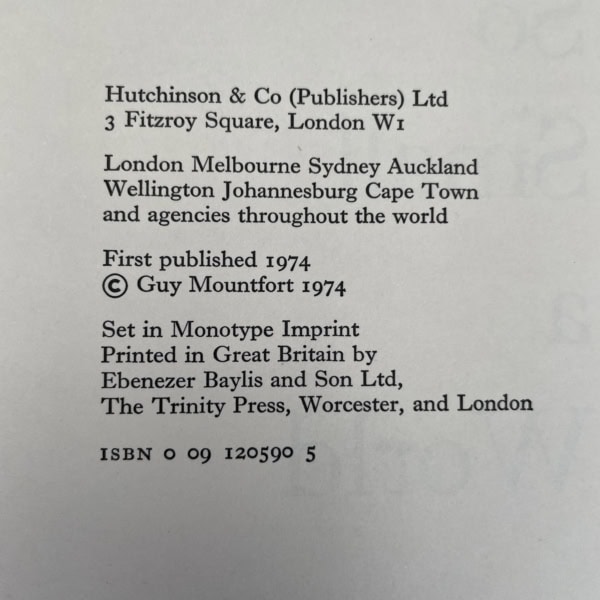 Hutchinson & Co (Publishers) Ltd
3 Fitzroy Square, London W1
London Melbourne Sydney Auckland
Wellington Johannesburg Cape Town
and agencies throughout the world
First published 1974
© Guy Mountfort 1974
Set in Monotype Imprint
Printed in Great Britain by
Ebenezer Baylis and Son Ltd,
The Trinity Press, Worcester, and London
ISBN 0 09 120590 5